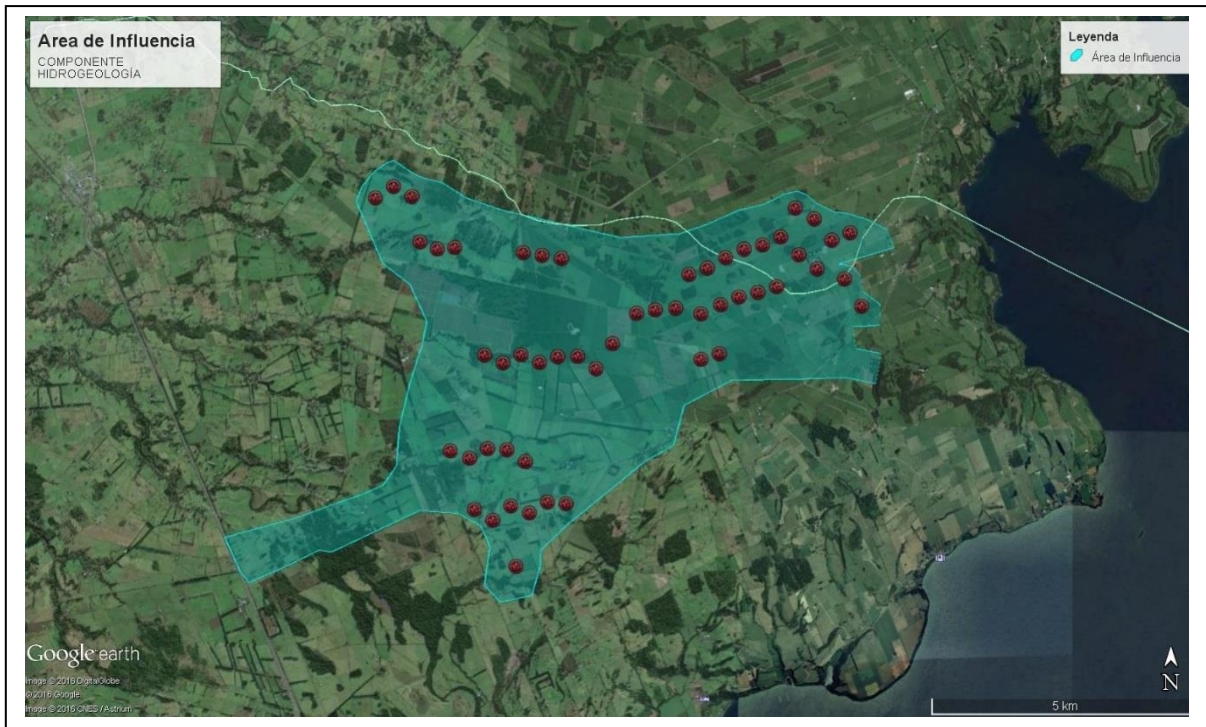 Area de Influencia
COMPONENTE
HIDROGEOLOGÍA
Leyenda
Área de Influencia
Google earth
Image © 2016 DigitalGlobe
© 2016 Google
Image © 2016 CNES / Astrium
N
5 km